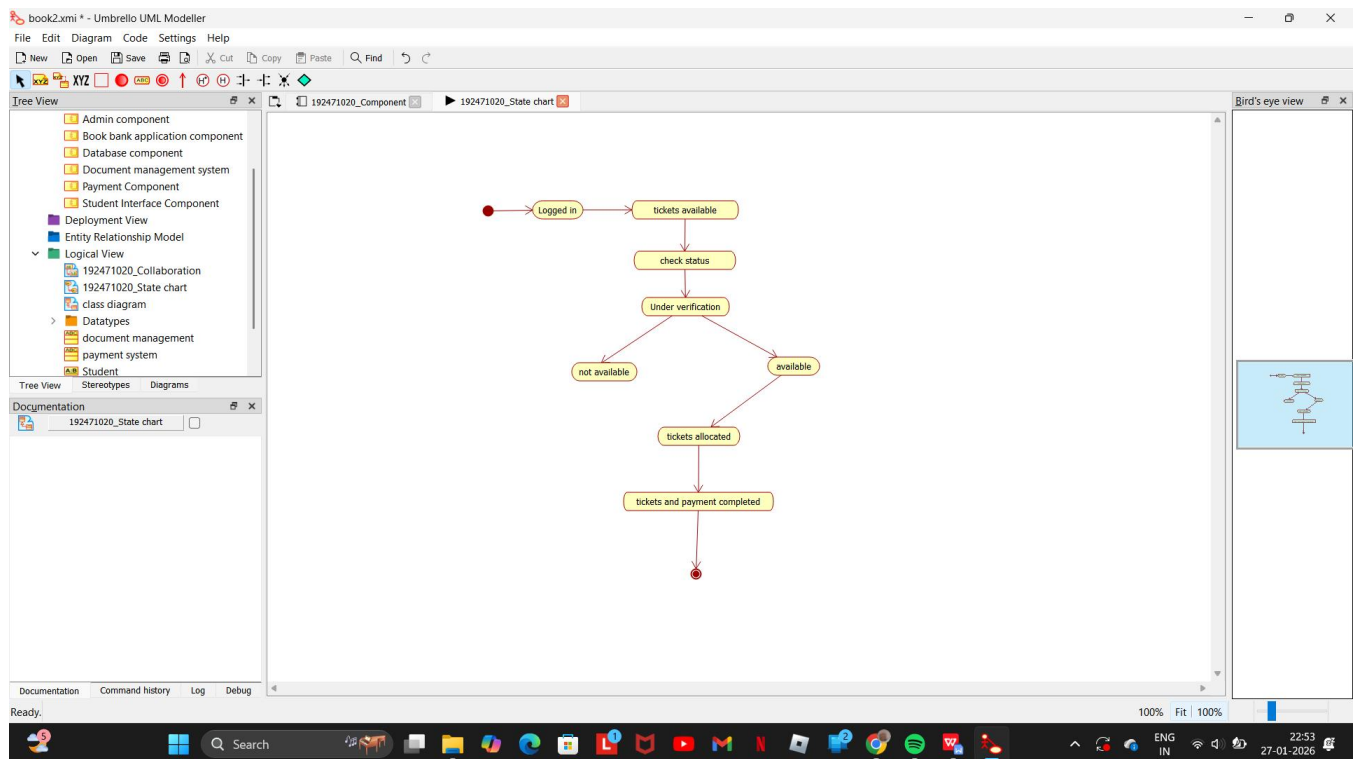 book2.xmi * - Umbrello UML Modeller
File Edit Diagram Code Settings Help
New Open Save Cut Copy Paste Find
XYZ XYZ ABC H* H
Tree View
192471020_Component
192471020_State chart
Bird's eye view
Admin component
Book bank application component
Database component
Document management system
Payment Component
Student Interface Component
Deployment View
Entity Relationship Model
Logical View
192471020_Collaboration
192471020_State chart
class diagram
Datatypes
document management
payment system
Student
Tree View Stereotypes Diagrams
Documentation
192471020_State chart
Logged in
tickets available
check status
Under verification
not available
available
tickets allocated
tickets and payment completed
Documentation Command history Log Debug
Ready.
100% Fit 100%
5
Search
1
2
ENG
IN
22:53
27-01-2026